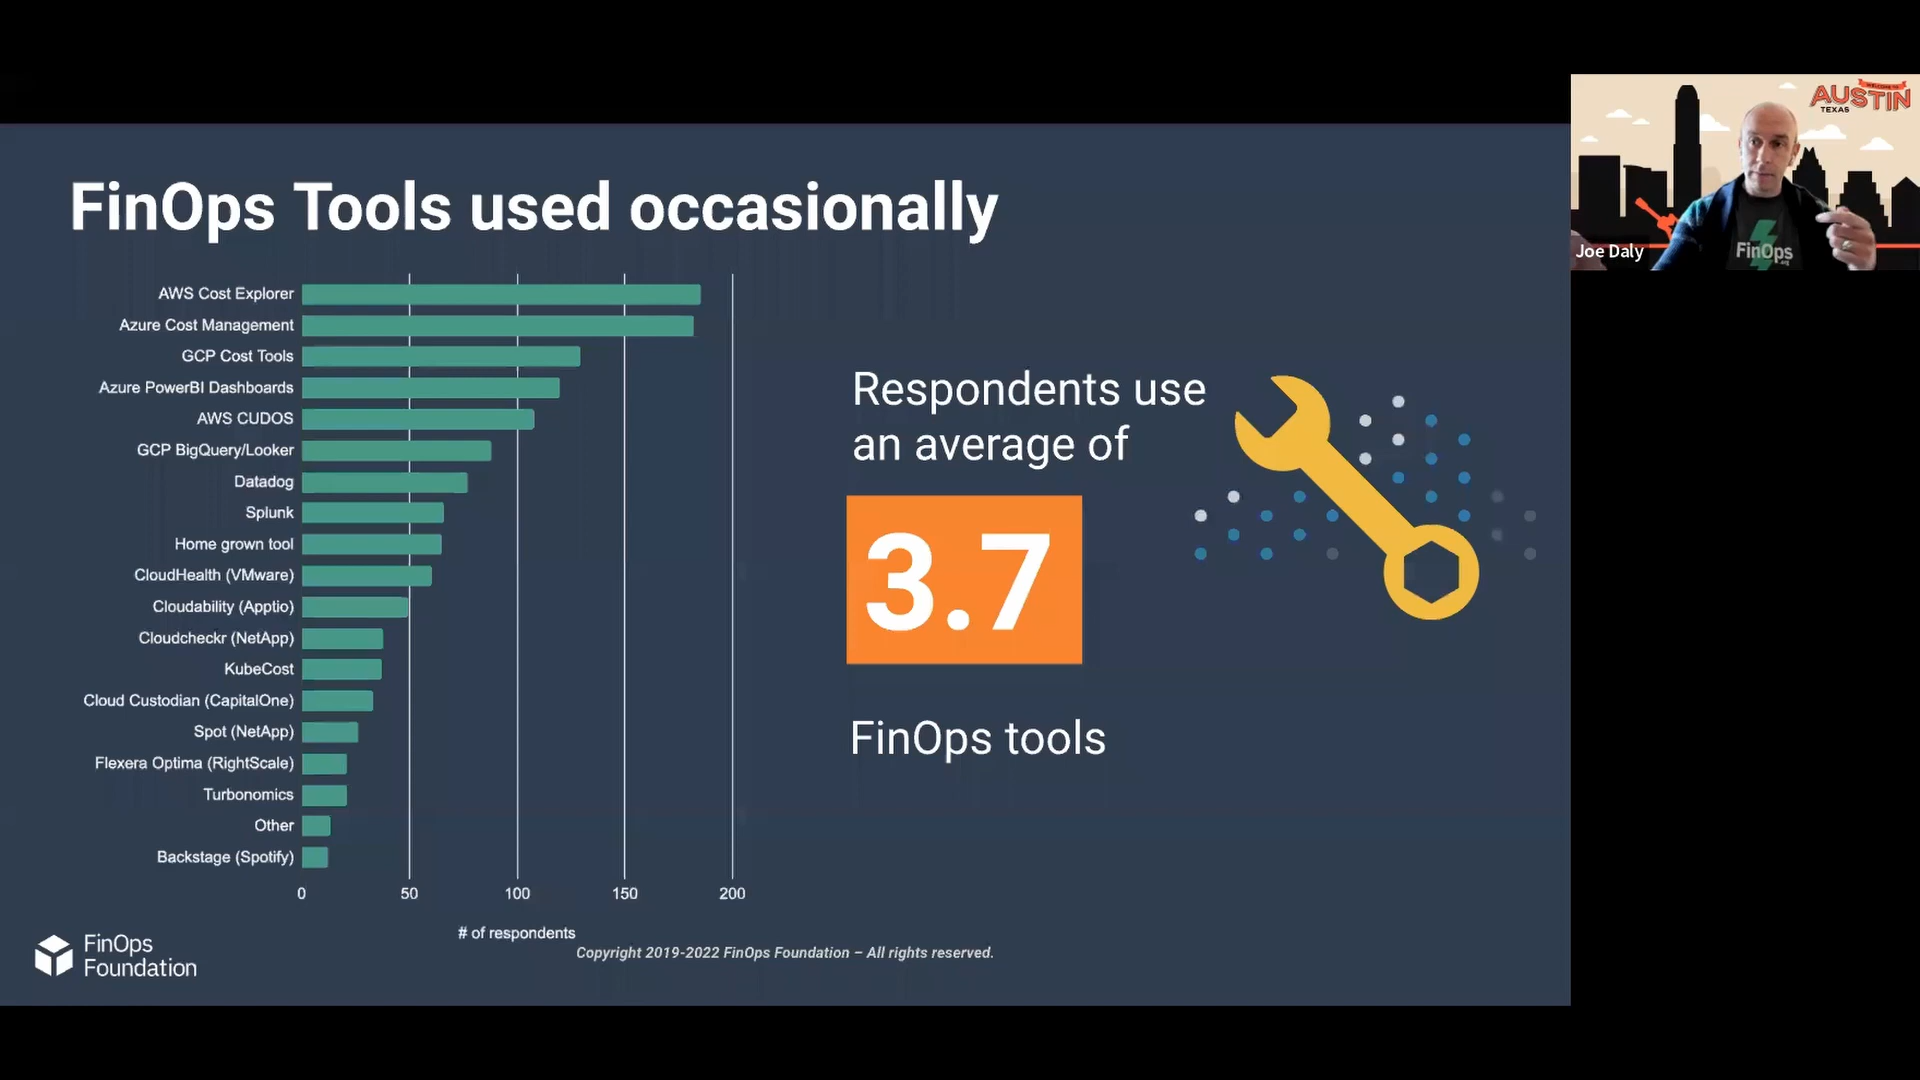 FinOps Tools used occasionally
AWS Cost Explorer
Azure Cost Management
GCP Cost Tools
Azure PowerBI Dashboards
AWS CUDOS
GCP BigQuery/Looker
Datadog
Splunk
Home grown tool
CloudHealth (VMware)
Cloudability (Apptio)
Cloudcheckr (NetApp)
KubeCost
Cloud Custodian (CapitalOne)
Spot (NetApp)
Flexera Optima (RightScale)
Turbonomics
Other
Backstage (Spotify)
0 50 100 150 200
# of respondents
Respondents use
an average of
3.7
FinOps tools
FinOps
Foundation
Copyright 2019-2022 FinOps Foundation – All rights reserved.
AUSTIN
TEXAS
FinOps
.org
Joe Daly